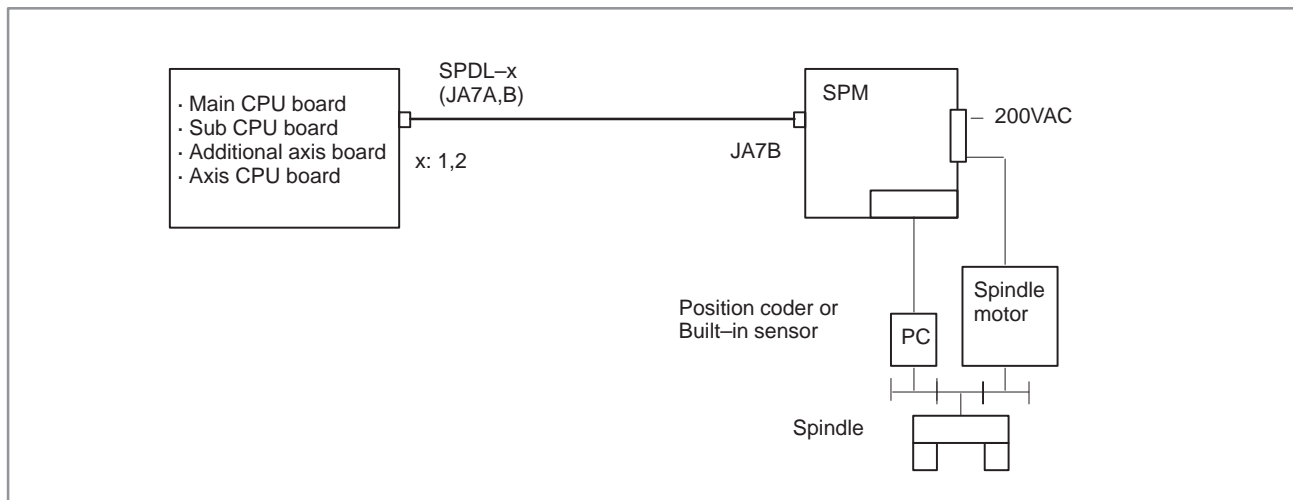 · Main CPU board
· Sub CPU board
· Additional axis board
· Axis CPU board
SPDL–x
(JA7A,B)
x: 1,2
JA7B
SPM
200VAC
Position coder or
Built–in sensor
PC
Spindle
motor
Spindle